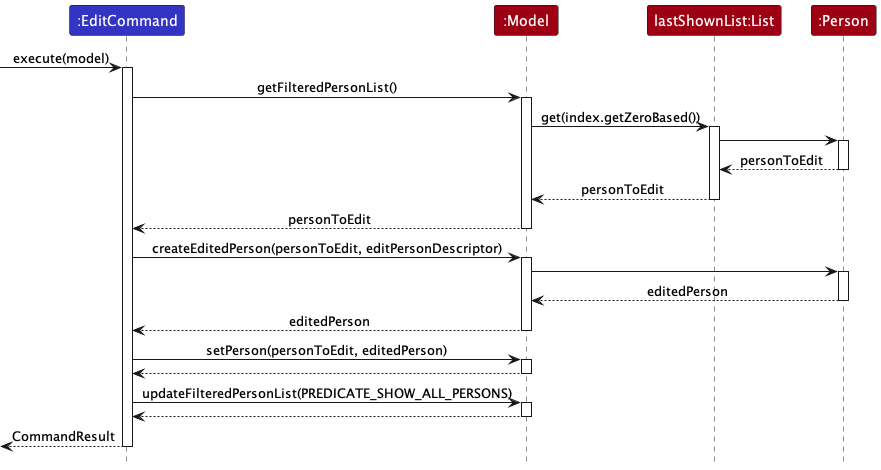 :EditCommand
:Model
lastShownList:List
:Person
execute(model)
getFilteredPersonList()
get(index.getZeroBased())
personToEdit
personToEdit
personToEdit
createEditedPerson(personToEdit, editPersonDescriptor)
editedPerson
editedPerson
setPerson(personToEdit, editedPerson)
updateFilteredPersonList(PREDICATE_SHOW_ALL_PERSONS)
CommandResult